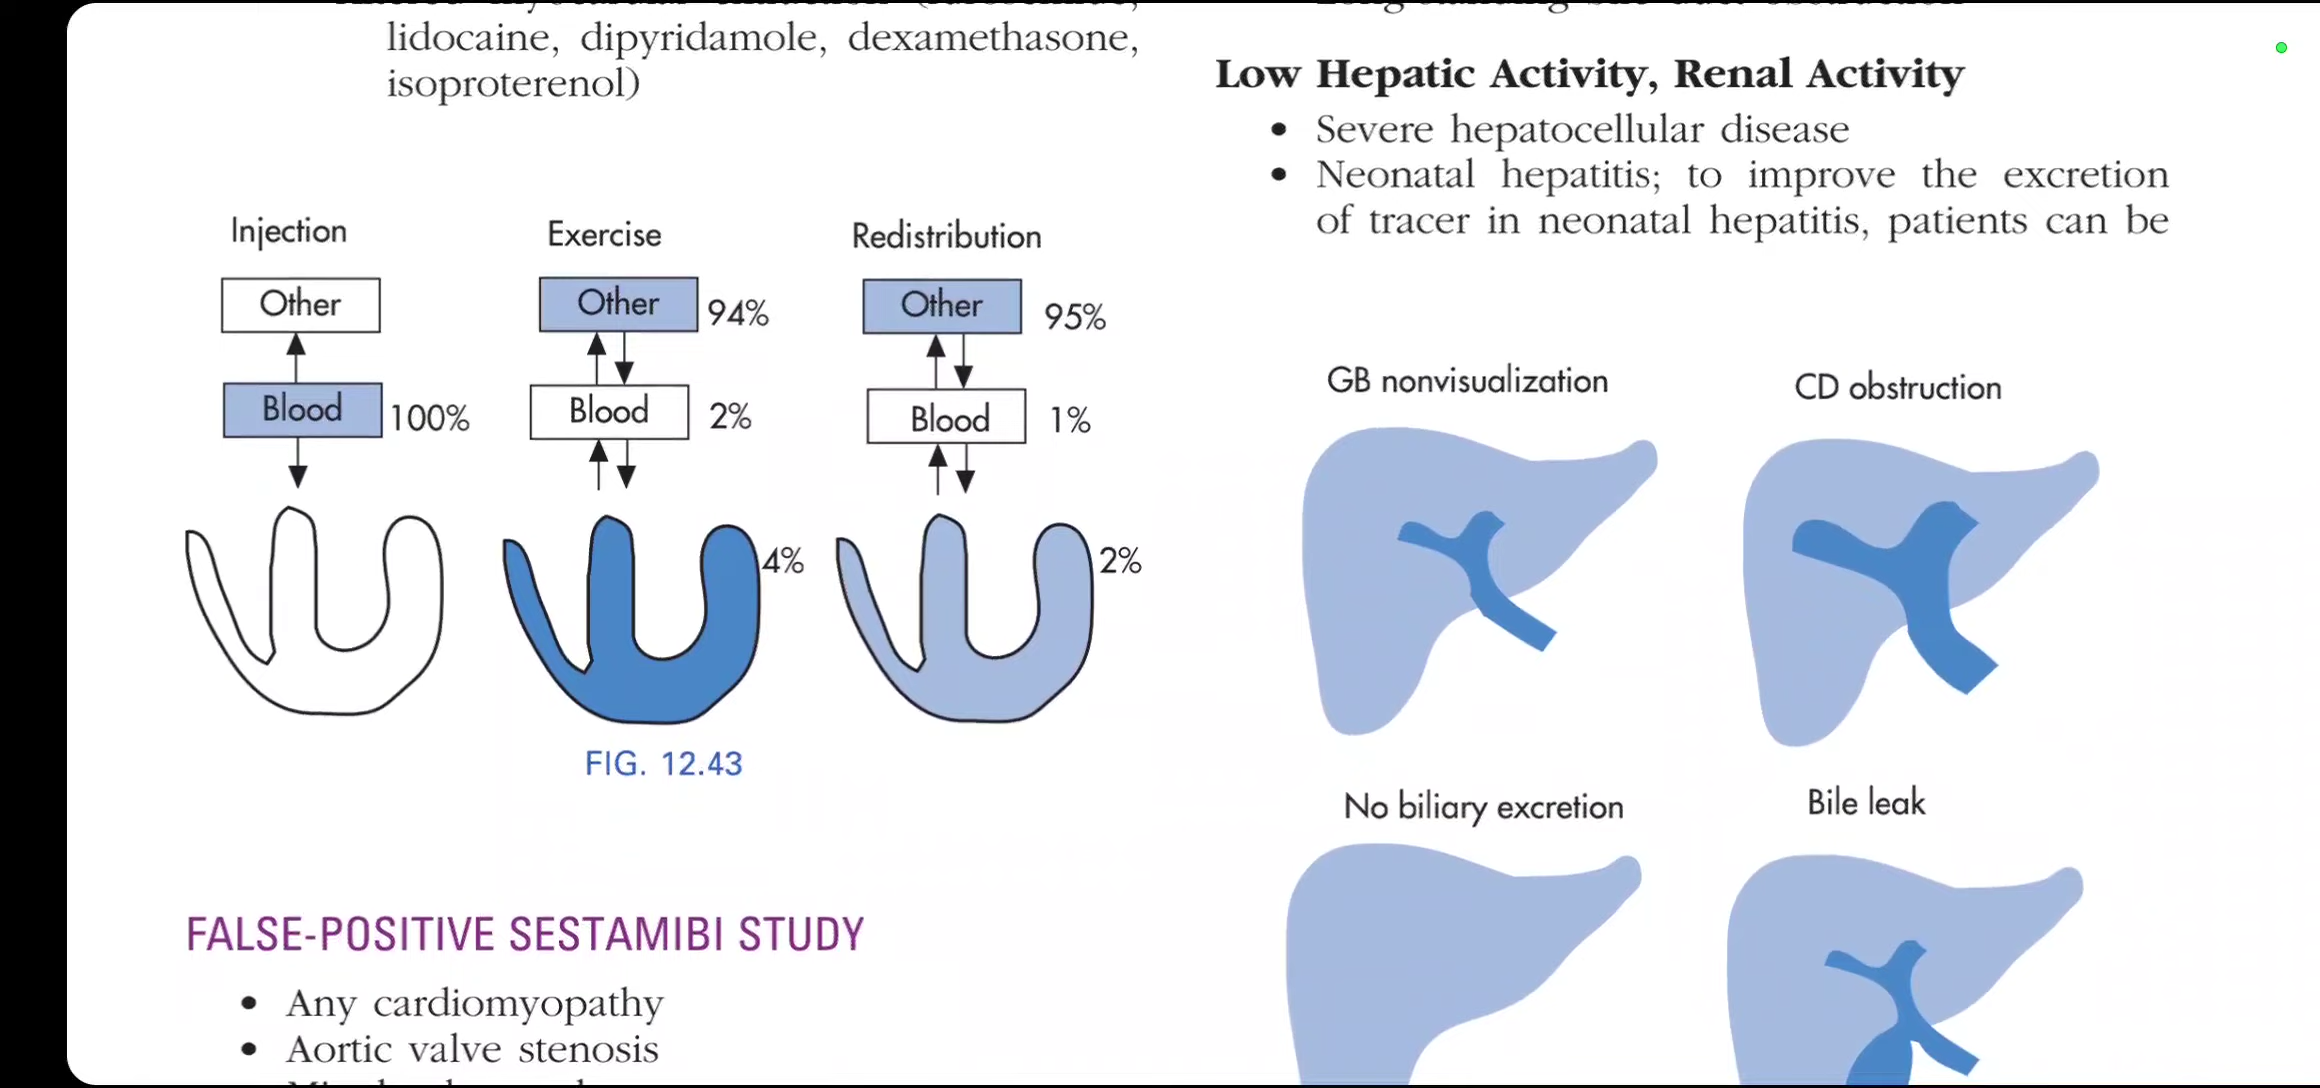 lidocaine, dipyridamole, dexamethasone,
isoproterenol)
Injection
Exercise
Redistribution
Other
Other
94%
Other
95%
Blood
100%
Blood
2%
Blood
1%
4%
2%
FIG. 12.43
FALSE-POSITIVE SESTAMIBI STUDY
• Any cardiomyopathy
• Aortic valve stenosis
Low Hepatic Activity, Renal Activity
• Severe hepatocellular disease
• Neonatal hepatitis; to improve the excretion
of tracer in neonatal hepatitis, patients can be
GB nonvisualization
CD obstruction
No biliary excretion
Bile leak